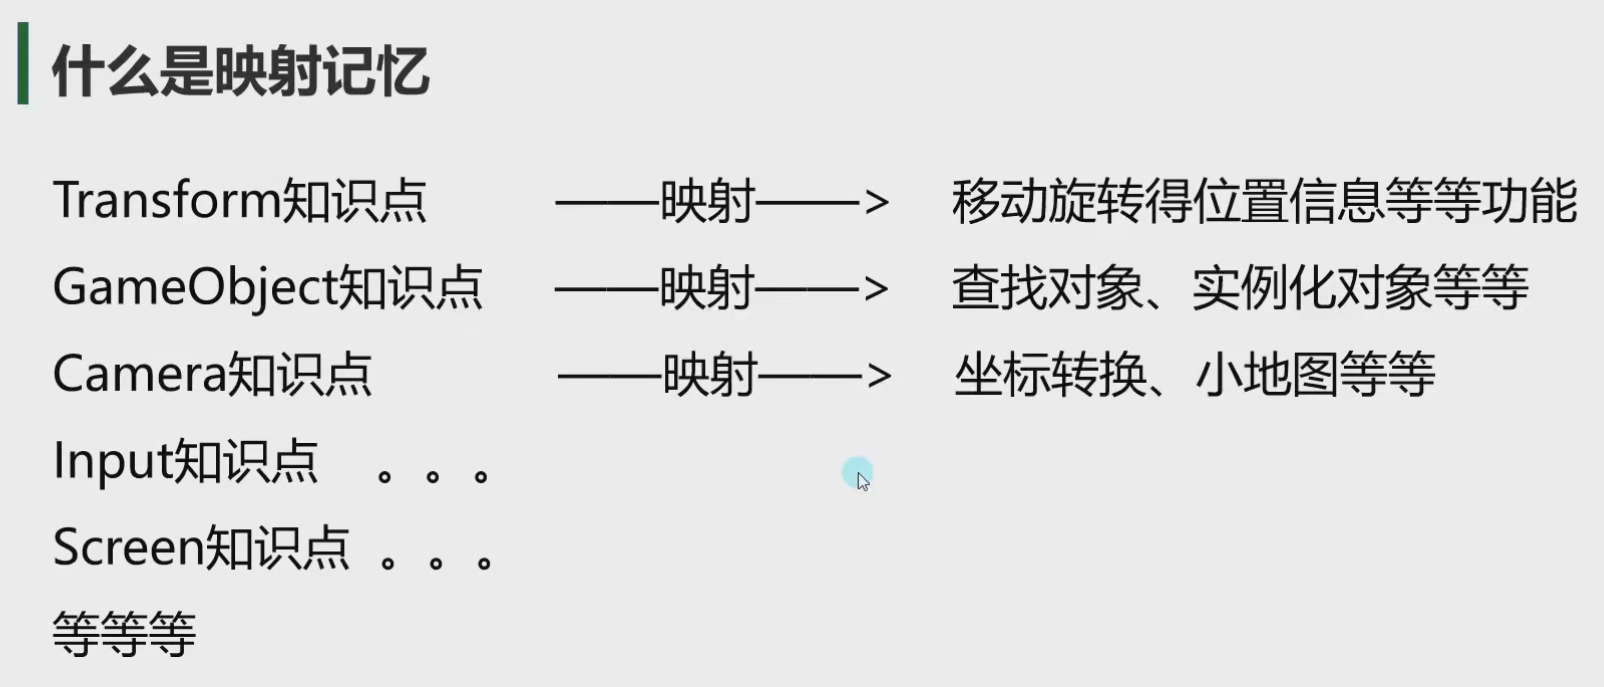 什么是映射记忆
Transform知识点 ——映射——> 移动旋转得位置信息等等功能
GameObject知识点 ——映射——> 查找对象、实例化对象等等
Camera知识点 ——映射——> 坐标转换、小地图等等
Input知识点 。。。
Screen知识点 。。。
等等等